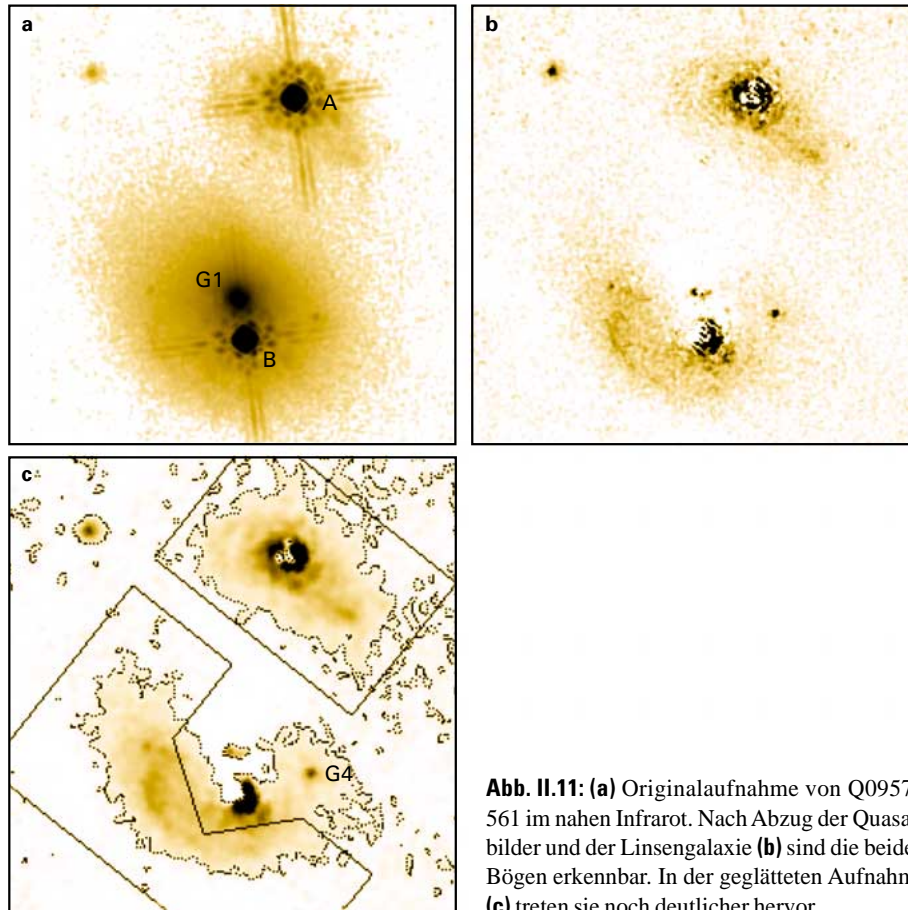 a
b
A
G1
B
c
G4
Abb. II.11: (a) Originalaufnahme von Q0957
561 im nahen Infrarot. Nach Abzug der Quasa
bilder und der Linsengalaxie (b) sind die beide
Bögen erkennbar. In der geglätteten Aufnahm
(c) treten sie noch deutlicher hervor.